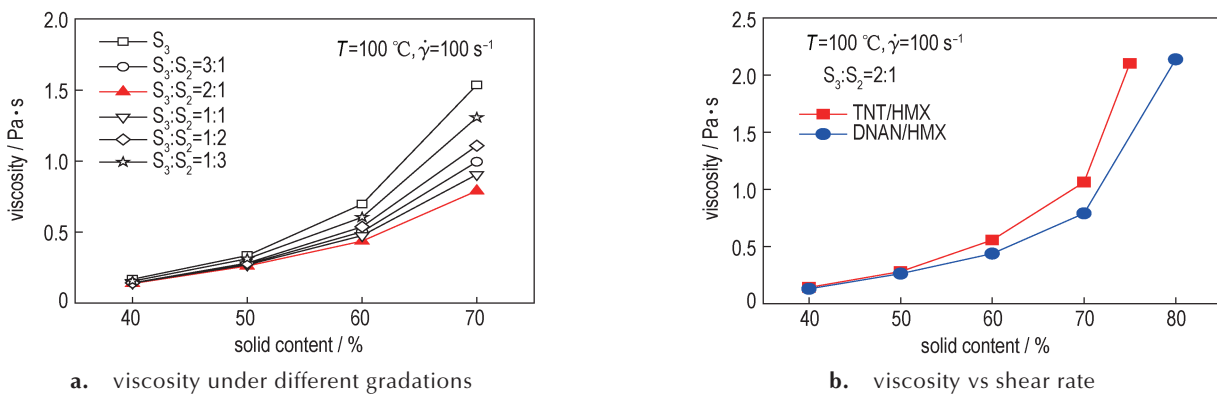 2.0
1.5
1.0
0.5
0
viscosity / Pa•s
S₃
S₃:S₂=3:1
S₃:S₂=2:1
S₃:S₂=1:1
S₃:S₂=1:2
S₃:S₂=1:3
T=100 ℃, γ̇=100 s⁻¹
40 50 60 70
solid content / %
a. viscosity under different gradations
2.5
2.0
1.5
1.0
0.5
0
viscosity / Pa•s
T=100 ℃, γ̇=100 s⁻¹
S₃:S₂=2:1
TNT/HMX
DNAN/HMX
40 50 60 70 80
solid content / %
b. viscosity vs shear rate